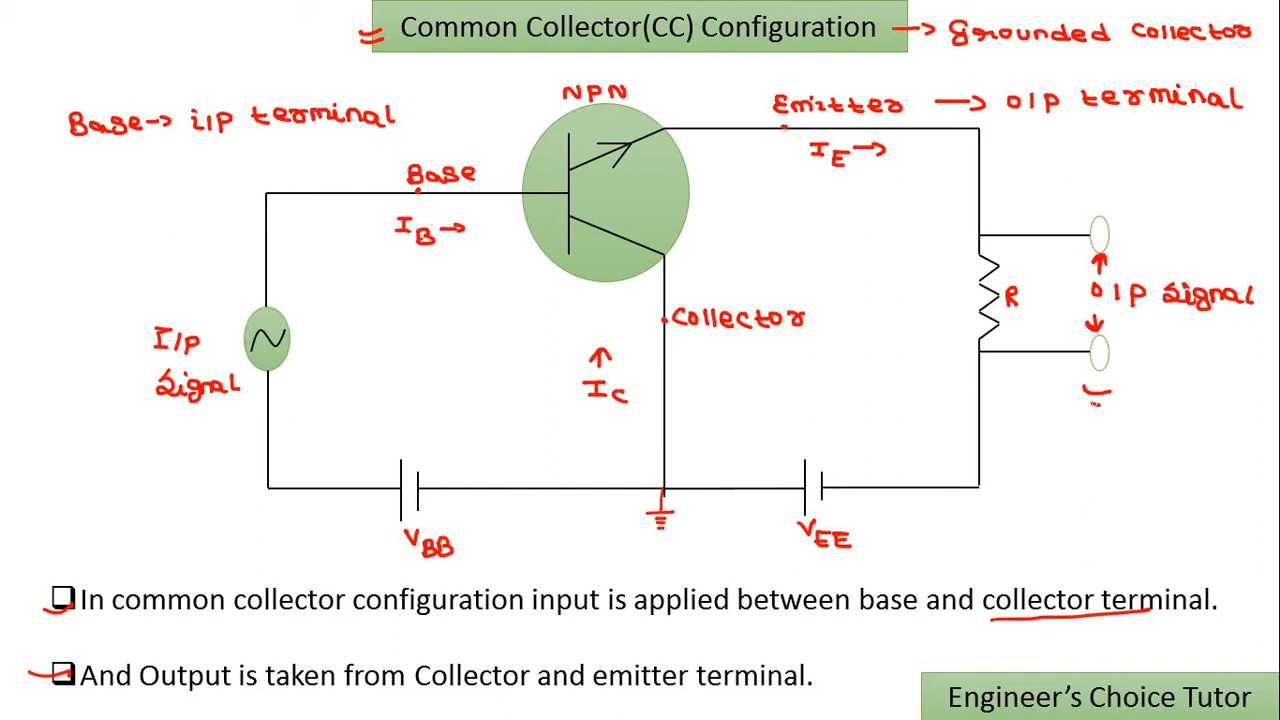 Common Collector(CC) Configuration → Grounded Collector
NPN
Base → i/p terminal
Emitter → O/P terminal
IE →
Base
IB →
Collector
IC
I/P
Signal
R
O/P Signal
VBB
VEE
In common collector configuration input is applied between base and collector terminal.
And Output is taken from Collector and emitter terminal.
Engineer's Choice Tutor